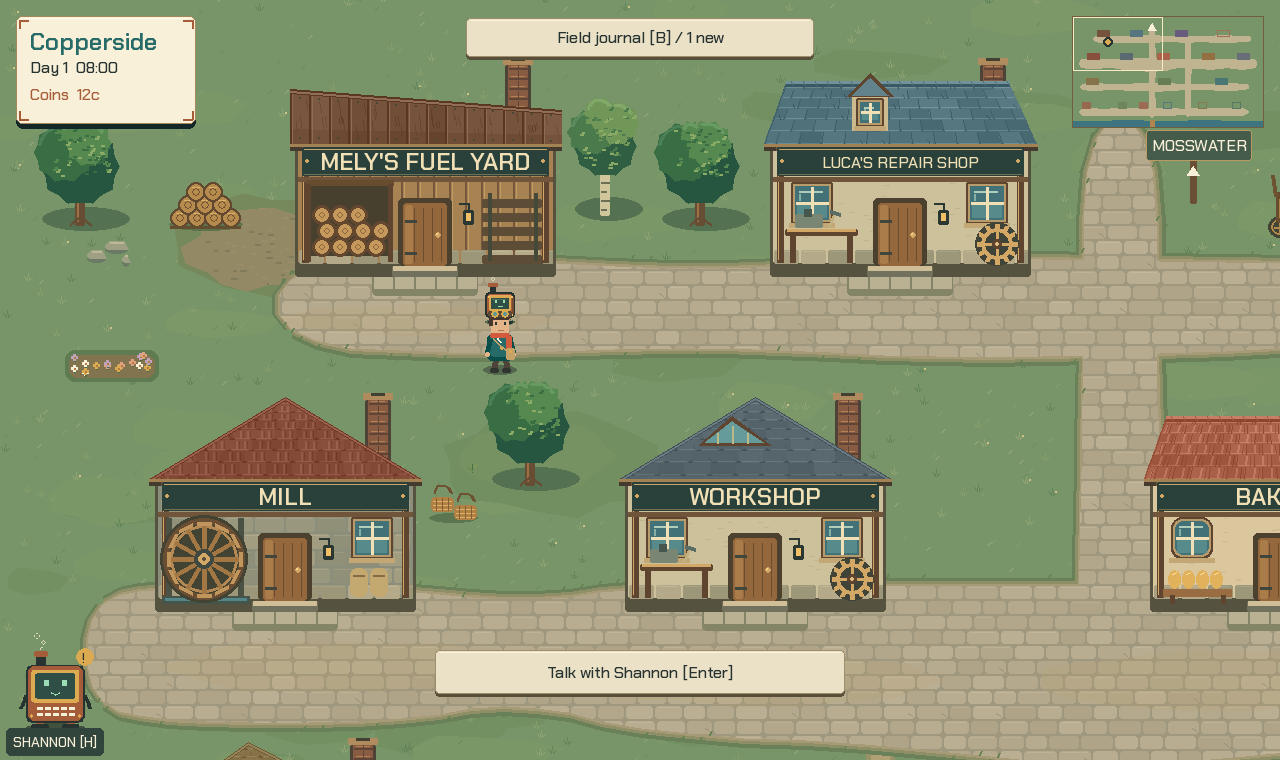 Copperside
Day 1 08:00
Coins 12c
Field journal [B] / 1 new
MELY'S FUEL YARD
LUCA'S REPAIR SHOP
MOSSWATER
MILL
WORKSHOP
BAK
Talk with Shannon [Enter]
!
SHANNON [H]